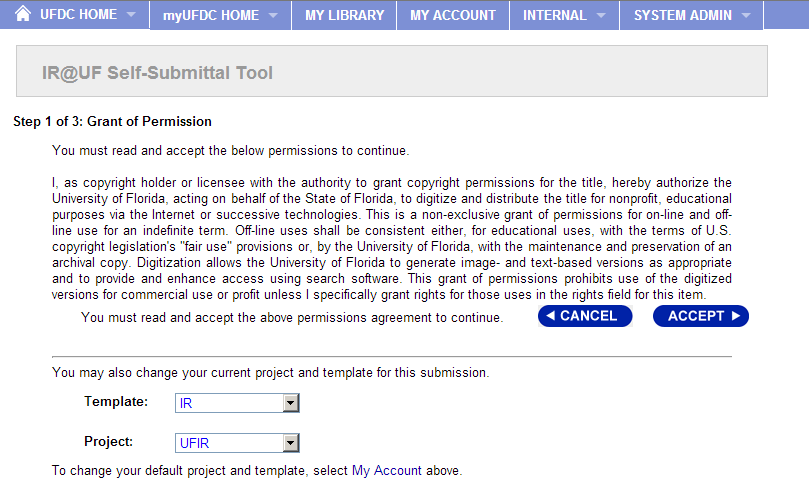 UFDC HOME myUFDC HOME MY LIBRARY MY ACCOUNT INTERNAL SYSTEM ADMIN
IR@UF Self-Submittal Tool
Step 1 of 3: Grant of Permission
You must read and accept the below permissions to continue.
I, as copyright holder or licensee with the authority to grant copyright permissions for the title, hereby authorize the
University of Florida, acting on behalf of the State of Florida, to digitize and distribute the title for nonprofit, educational
purposes via the Internet or successive technologies. This is a non-exclusive grant of permissions for on-line and off-
line use for an indefinite term. Off-line uses shall be consistent either, for educational uses, with the terms of U.S.
copyright legislation's "fair use" provisions or, by the University of Florida, with the maintenance and preservation of an
archival copy. Digitization allows the University of Florida to generate image- and text-based versions as appropriate
and to provide and enhance access using search software. This grant of permissions prohibits use of the digitized
versions for commercial use or profit unless I specifically grant rights for those uses in the rights field for this item.
You must read and accept the above permissions agreement to continue. CANCEL ACCEPT
You may also change your current project and template for this submission.
Template: IR
Project: UFIR
To change your default project and template, select My Account above.